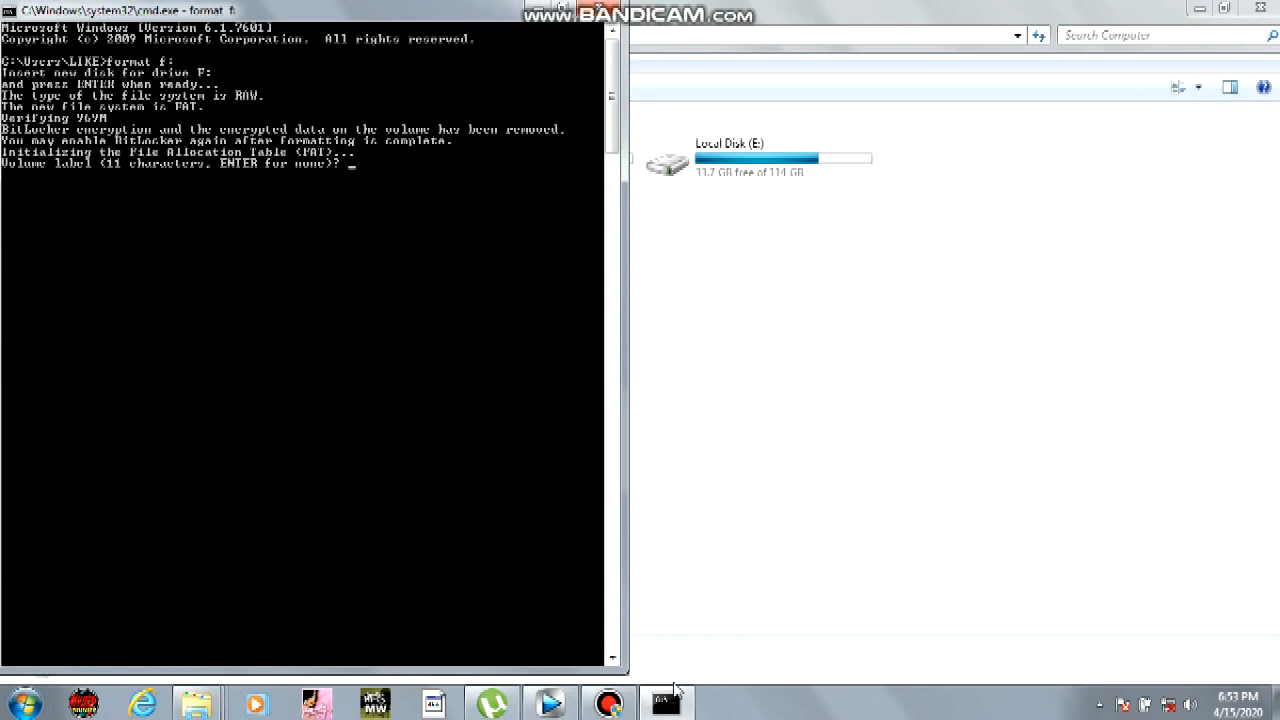 C:\Windows\system32\cmd.exe - format f:
www.BANDICAM.com
Microsoft Windows [Version 6.1.7601]
Copyright (c) 2009 Microsoft Corporation.  All rights reserved.
C:\Users\LIKE>format f:
Insert new disk for drive F:
and press ENTER when ready...
The type of the file system is RAW.
The new file system is FAT.
Verifying 969M
BitLocker encryption and the encrypted data on the volume has been removed.
You may enable BitLocker again after formatting is complete.
Initializing the File Allocation Table (FAT)...
Volume label (11 characters, ENTER for none)?
Search Computer
Local Disk (E:)
33.7 GB free of 114 GB
MW
6:53 PM
4/15/2020